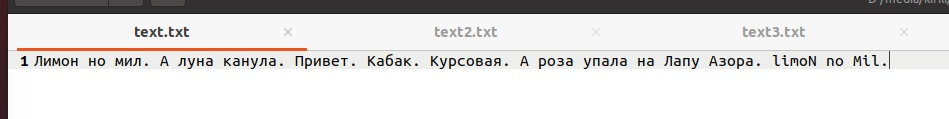 text.txt × text2.txt × text3.txt ×
1 Лимон но мил. А луна канула. Привет. Кабак. Курсовая. А роза упала на Лапу Азора. limoN no Mil.